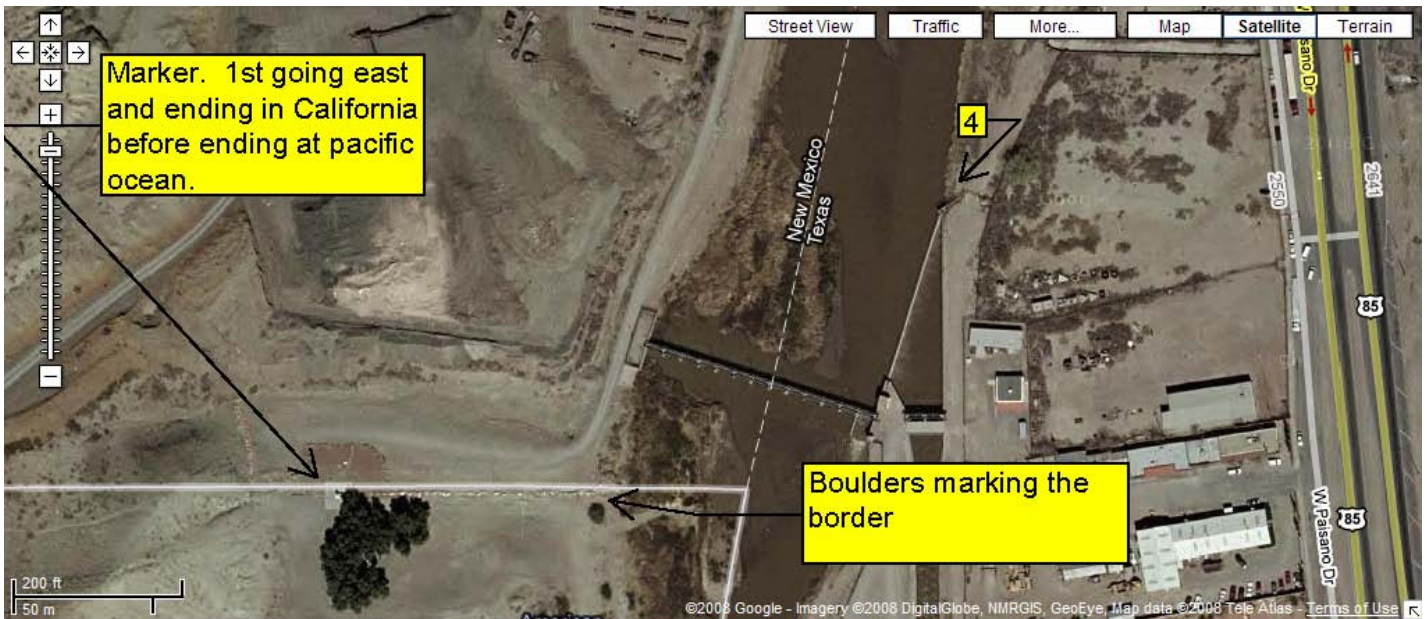 Street View
Traffic
More...
Map
Satellite
Terrain
Marker. 1st going east
and ending in California
before ending at pacific
ocean.
4
New Mexico
Texas
sano Dr
2550
2641
85
Boulders marking the
border
85
W Paisano Dr
200 ft
50 m
©2008 Google - Imagery ©2008 DigitalGlobe, NMRGIS, GeoEye, Map data ©2008 Tele Atlas - Terms of Use